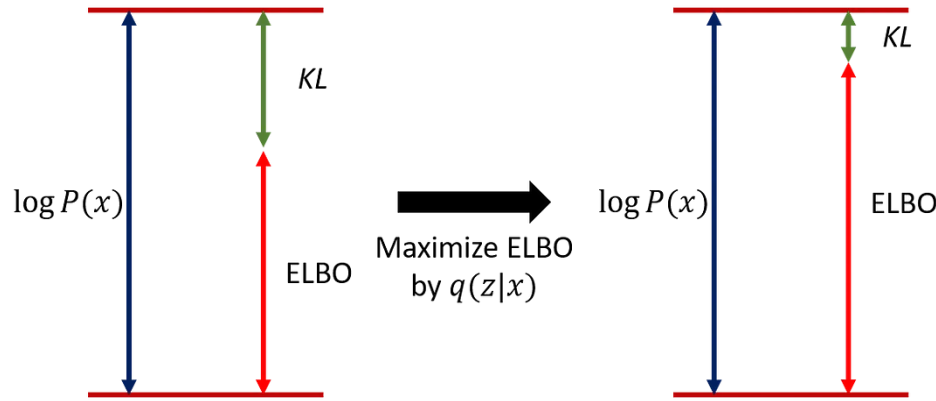 KL
log P(x)
ELBO
Maximize ELBO
by q(z|x)
KL
log P(x)
ELBO